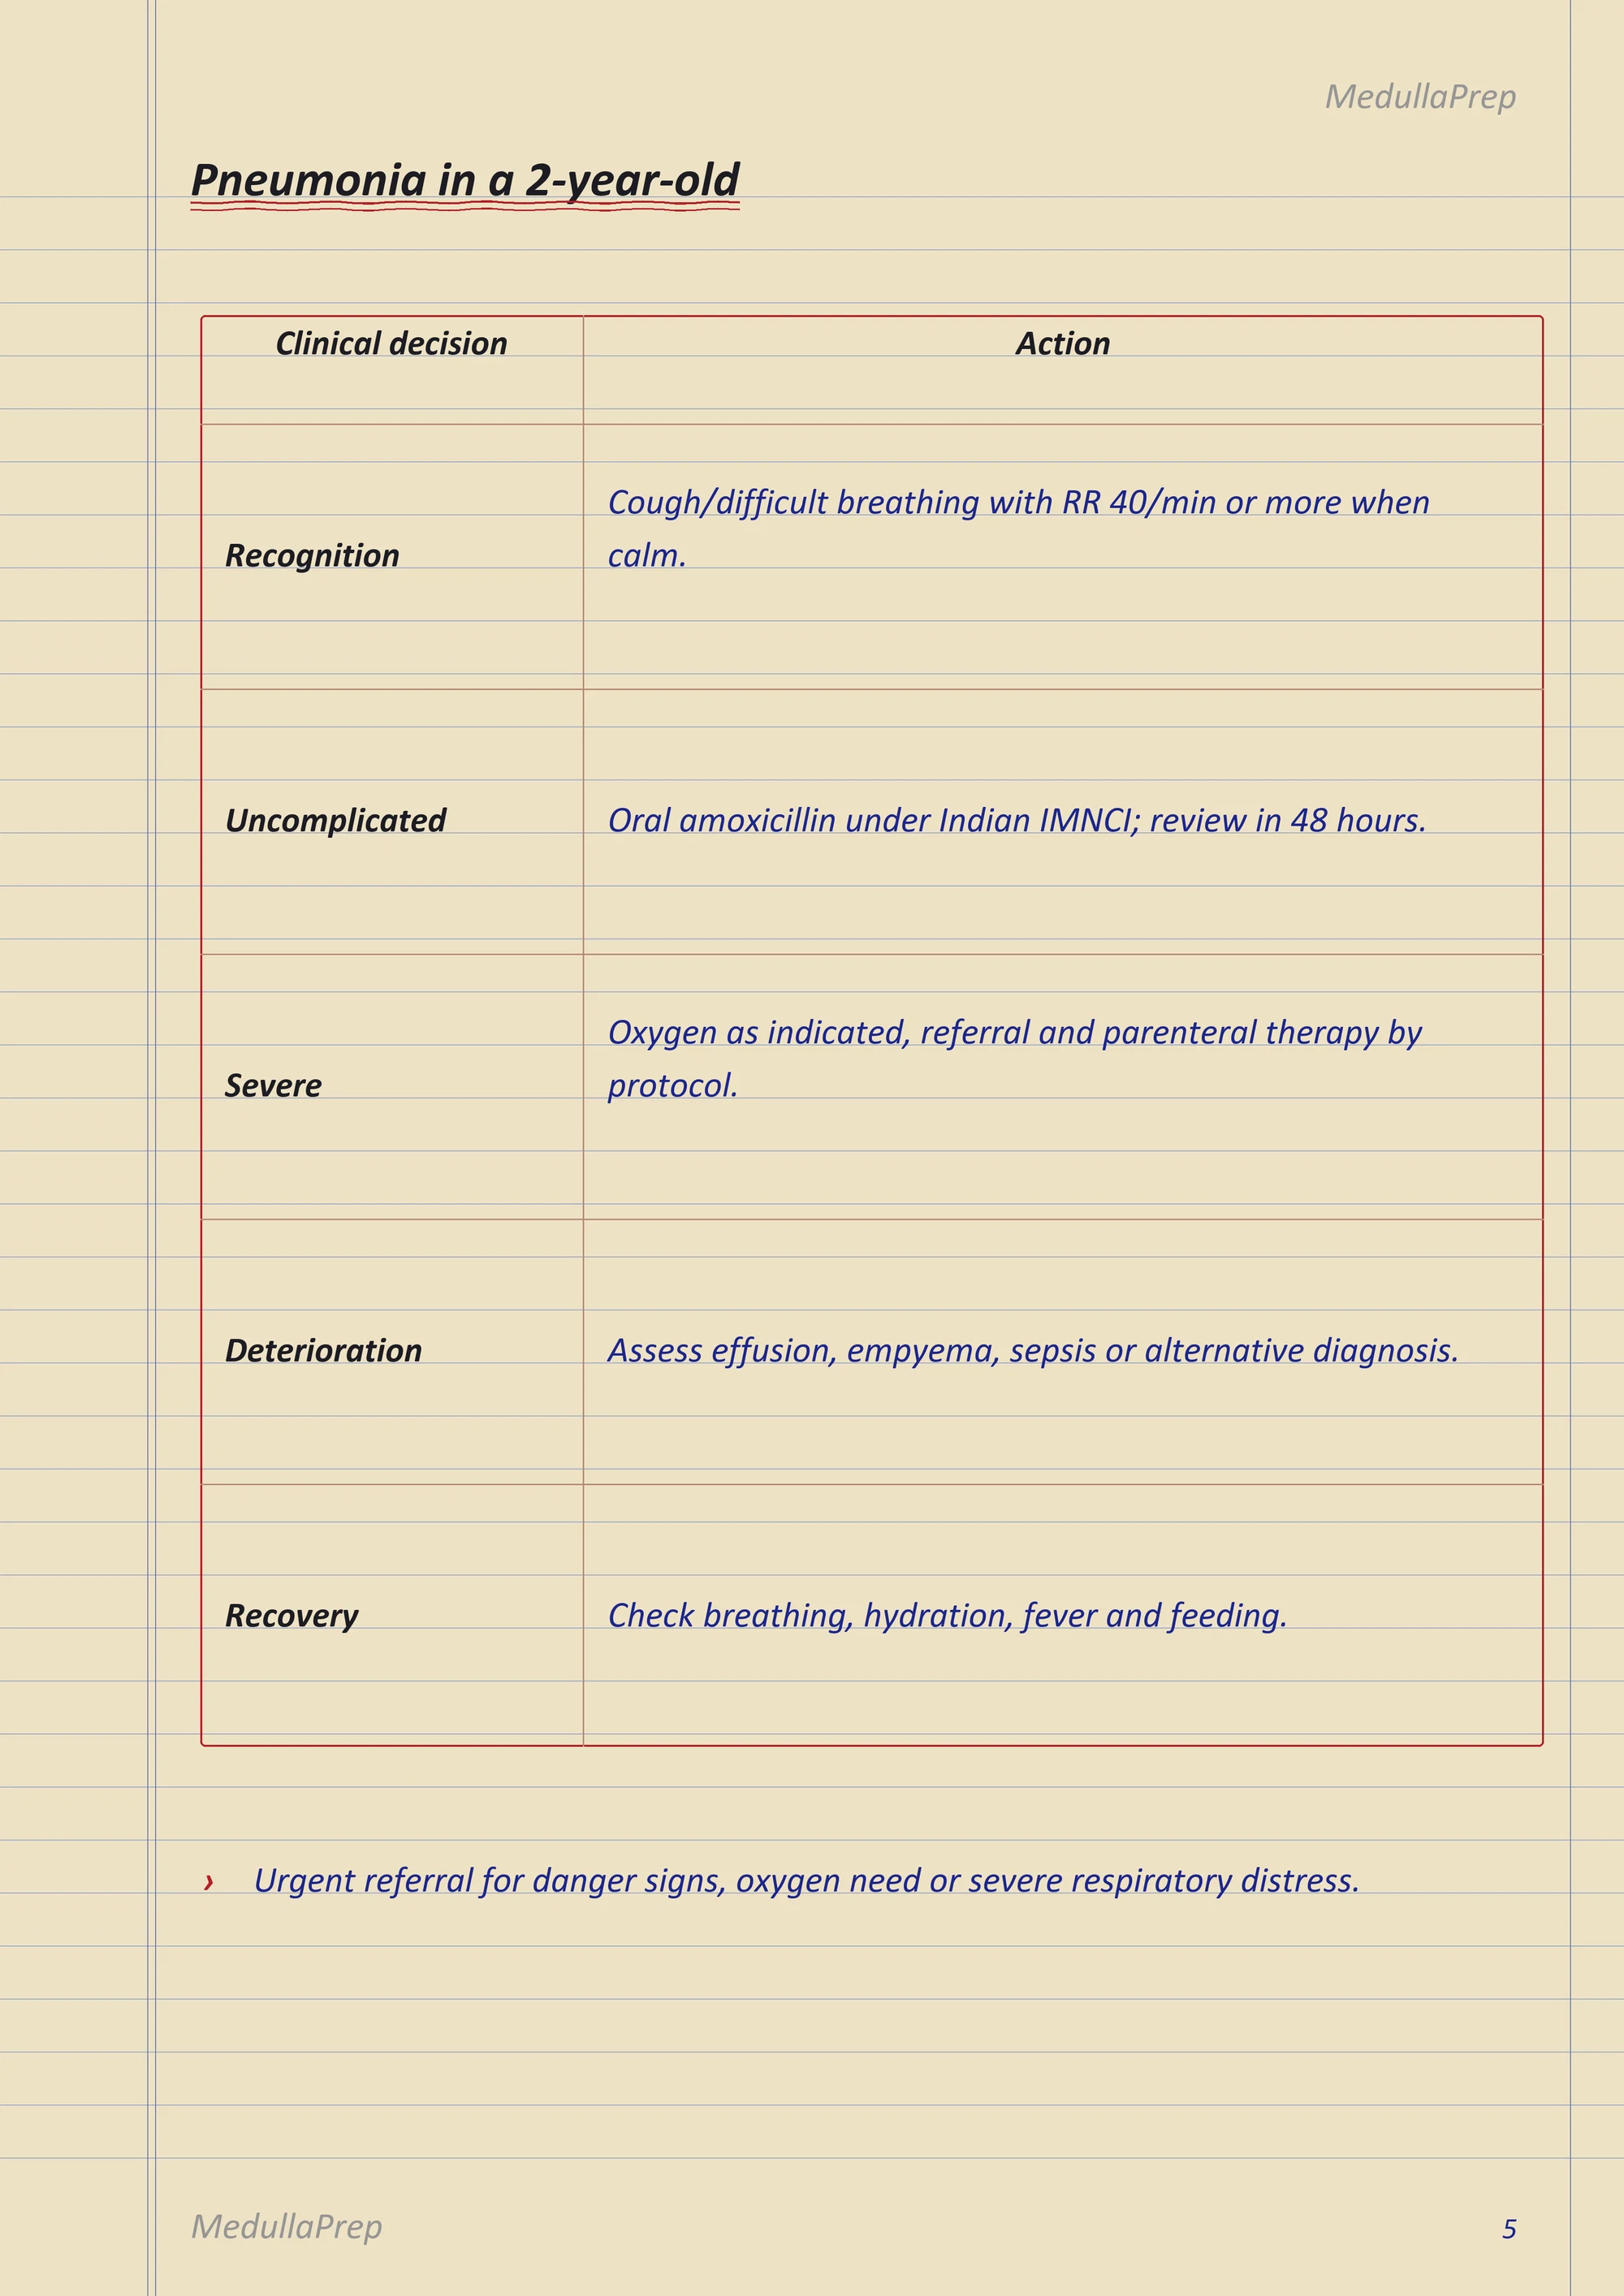 MedullaPrep
Pneumonia in a 2-year-old
Clinical decision Action
Cough/difficult breathing with RR 40/min or more when
Recognition calm.
Uncomplicated Oral amoxicillin under Indian IMNCI; review in 48 hours.
Oxygen as indicated, referral and parenteral therapy by
Severe protocol.
Deterioration Assess effusion, empyema, sepsis or alternative diagnosis.
Recovery Check breathing, hydration, fever and feeding.
› Urgent referral for danger signs, oxygen need or severe respiratory distress.
MedullaPrep 5